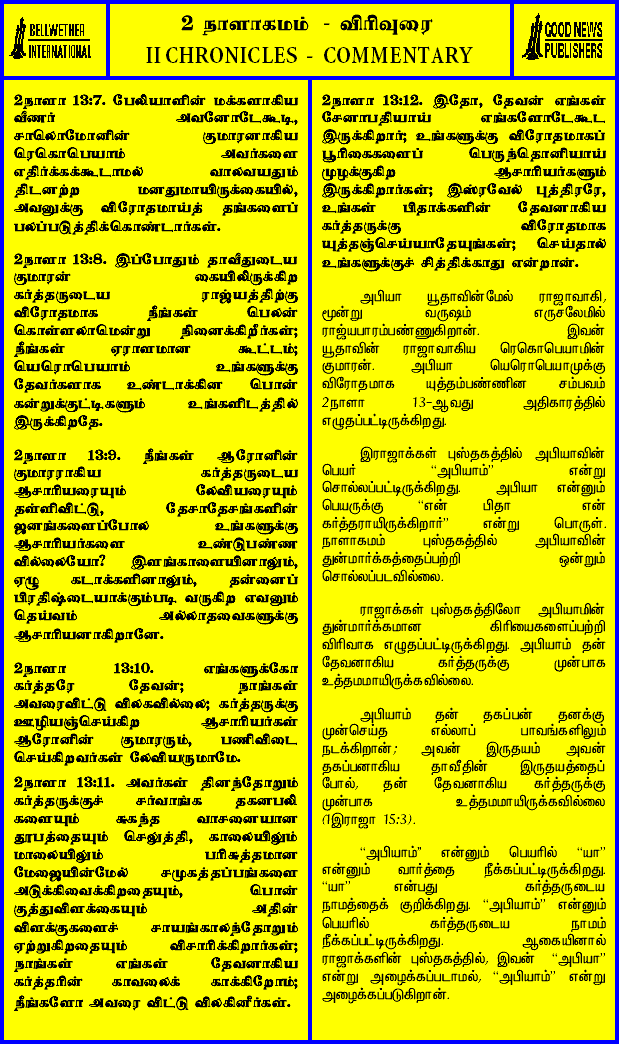 BELLWETHER
INTERNATIONAL
2 நாளாகமம் - விரிவுரை
II CHRONICLES - COMMENTARY
GOOD NEWS
PUBLISHERS
2நாளா 13:7. பேலியாளின் மக்களாகிய
வீணர் அவனோடேகூடி,
சாலொமோனின் குமாரனாகிய
ரெகொபெயாம் அவர்களை
எதிர்க்கக்கூடாமல் வாலவயதும்
திடனற்ற மனதுமாயிருக்கையில்,
அவனுக்கு விரோதமாய்த் தங்களைப்
பலப்படுத்திக்கொண்டார்கள்.
2நாளா 13:8. இப்போதும் தாவீதுடைய
குமாரன் கையிலிருக்கிற
கர்த்தருடைய ராஜ்யத்திற்கு
விரோதமாக நீங்கள் பெலன்
கொள்ளலாமென்று நினைக்கிறீர்கள்;
நீங்கள் ஏராளமான கூட்டம்;
யெரொபெயாம் உங்களுக்கு
தேவர்களாக உண்டாக்கின பொன்
கன்றுக்குட்டிகளும் உங்களிடத்தில்
இருக்கிறதே.
2நாளா 13:9. நீங்கள் ஆரோனின்
குமாரராகிய கர்த்தருடைய
ஆசாரியரையும் லேவியரையும்
தள்ளிவிட்டு, தேசாதேசங்களின்
ஜனங்களைப்போல உங்களுக்கு
ஆசாரியர்களை உண்டுபண்ண
வில்லையோ? இளங்காளையினாலும்,
ஏழு கடாக்களினாலும், தன்னைப்
பிரதிஷ்டையாக்கும்படி வருகிற எவனும்
தெய்வம் அல்லாதவைகளுக்கு
ஆசாரியனாகிறானே.
2நாளா 13:10. எங்களுக்கோ
கர்த்தரே தேவன்; நாங்கள்
அவரைவிட்டு விலகவில்லை; கர்த்தருக்கு
ஊழியஞ்செய்கிற ஆசாரியர்கள்
ஆரோனின் குமாரரும், பணிவிடை
செய்கிறவர்கள் லேவியருமாமே.
2நாளா 13:11. அவர்கள் தினந்தோறும்
கர்த்தருக்குச் சர்வாங்க தகனபலி
களையும் சுகந்த வாசனையான
தூபத்தையும் செலுத்தி, காலையிலும்
மாலையிலும் பரிசுத்தமான
மேஜையின்மேல் சமுகத்தப்பங்களை
அடுக்கிவைக்கிறதையும், பொன்
குத்துவிளக்கையும் அதின்
விளக்குகளைச் சாயங்காலந்தோறும்
ஏற்றுகிறதையும் விசாரிக்கிறார்கள்;
நாங்கள் எங்கள் தேவனாகிய
கர்த்தரின் காவலைக் காக்கிறோம்;
நீங்களோ அவரை விட்டு விலகினீர்கள்.
2நாளா 13:12. இதோ, தேவன் எங்கள்
சேனாபதியாய் எங்களோடேகூட
இருக்கிறார்; உங்களுக்கு விரோதமாகப்
பூரிகைகளைப் பெருந்தொனியாய்
முழக்குகிற ஆசாரியர்களும்
இருக்கிறார்கள்; இஸ்ரவேல் புத்திரரே,
உங்கள் பிதாக்களின் தேவனாகிய
கர்த்தருக்கு விரோதமாக
யுத்தஞ்செய்யாதேயுங்கள்; செய்தால்
உங்களுக்குச் சித்திக்காது என்றான்.
அபியா யூதாவின்மேல் ராஜாவாகி,
மூன்று வருஷம் எருசலேமில்
ராஜ்யபாரம்பண்ணுகிறான். இவன்
யூதாவின் ராஜாவாகிய ரெகொபெயாமின்
குமாரன். அபியா யெரொபெயாமுக்கு
விரோதமாக யுத்தம்பண்ணின சம்பவம்
2நாளா 13-ஆவது அதிகாரத்தில்
எழுதப்பட்டிருக்கிறது.
இராஜாக்கள் புஸ்தகத்தில் அபியாவின்
பெயர் “அபியாம்” என்று
சொல்லப்பட்டிருக்கிறது. அபியா என்னும்
பெயருக்கு “என் பிதா என்
கர்த்தராயிருக்கிறார்” என்று பொருள்.
நாளாகமம் புஸ்தகத்தில் அபியாவின்
துன்மார்க்கத்தைப்பற்றி ஒன்றும்
சொல்லப்படவில்லை.
ராஜாக்கள் புஸ்தகத்திலோ அபியாமின்
துன்மார்க்கமான கிரியைகளைப்பற்றி
விரிவாக எழுதப்பட்டிருக்கிறது. அபியாம் தன்
தேவனாகிய கர்த்தருக்கு முன்பாக
உத்தமமாயிருக்கவில்லை.
அபியாம் தன் தகப்பன் தனக்கு
முன்செய்த எல்லாப் பாவங்களிலும்
நடக்கிறான்; அவன் இருதயம் அவன்
தகப்பனாகிய தாவீதின் இருதயத்தைப்
போல், தன் தேவனாகிய கர்த்தருக்கு
முன்பாக உத்தமமாயிருக்கவில்லை
(1இராஜா 15:3).
“அபியாம்” என்னும் பெயரில் “யா”
என்னும் வார்த்தை நீக்கப்பட்டிருக்கிறது.
“யா” என்பது கர்த்தருடைய
நாமத்தைக் குறிக்கிறது. “அபியாம்” என்னும்
பெயரில் கர்த்தருடைய நாமம்
நீக்கப்பட்டிருக்கிறது. ஆகையினால்
ராஜாக்களின் புஸ்தகத்தில், இவன் “அபியா”
என்று அழைக்கப்படாமல், “அபியாம்” என்று
அழைக்கப்படுகிறான்.